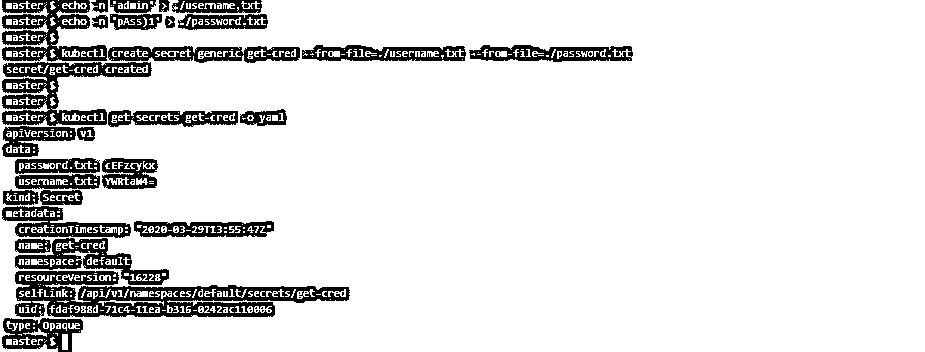 master $ echo -n 'admin' > ./username.txt
master $ echo -n 'pAss)1' > ./password.txt
master $
master $ kubectl create secret generic get-cred --from-file=./username.txt --from-file=./password.txt
secret/get-cred created
master $
master $
master $ kubectl get secrets get-cred -o yaml
apiVersion: v1
data:
  password.txt: cEFzcykx
  username.txt: YWRtaW4=
kind: Secret
metadata:
  creationTimestamp: "2020-03-29T13:55:47Z"
  name: get-cred
  namespace: default
  resourceVersion: "16228"
  selfLink: /api/v1/namespaces/default/secrets/get-cred
  uid: fdaf988d-71c4-11ea-b316-0242ac110006
type: Opaque
master $